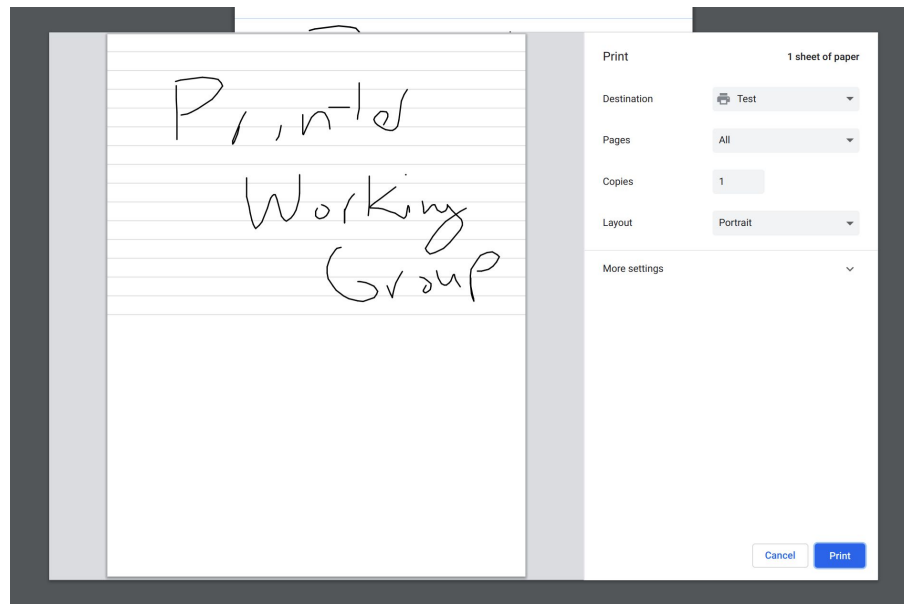 Print
1 sheet of paper
Destination
Test
Pages
All
Copies
1
Layout
Portrait
More settings
Cancel
Print
Printer
Working
Group